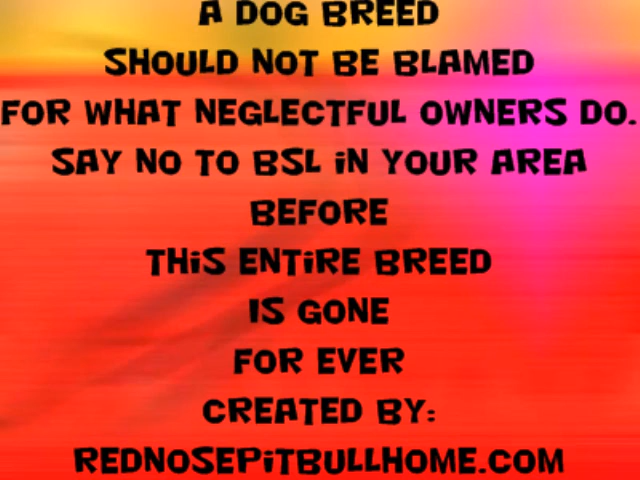 A DOG BREED
SHOULD NOT BE BLAMED
FOR WHAT NEGLECTFUL OWNERS DO.
SAY NO TO BSL iN YOUR AREA
BEFORE
THiS ENTiRE BREED
IS GONE
FOR EVER
CREATED BY:
REDNOSEPiTBULLHOME.COM